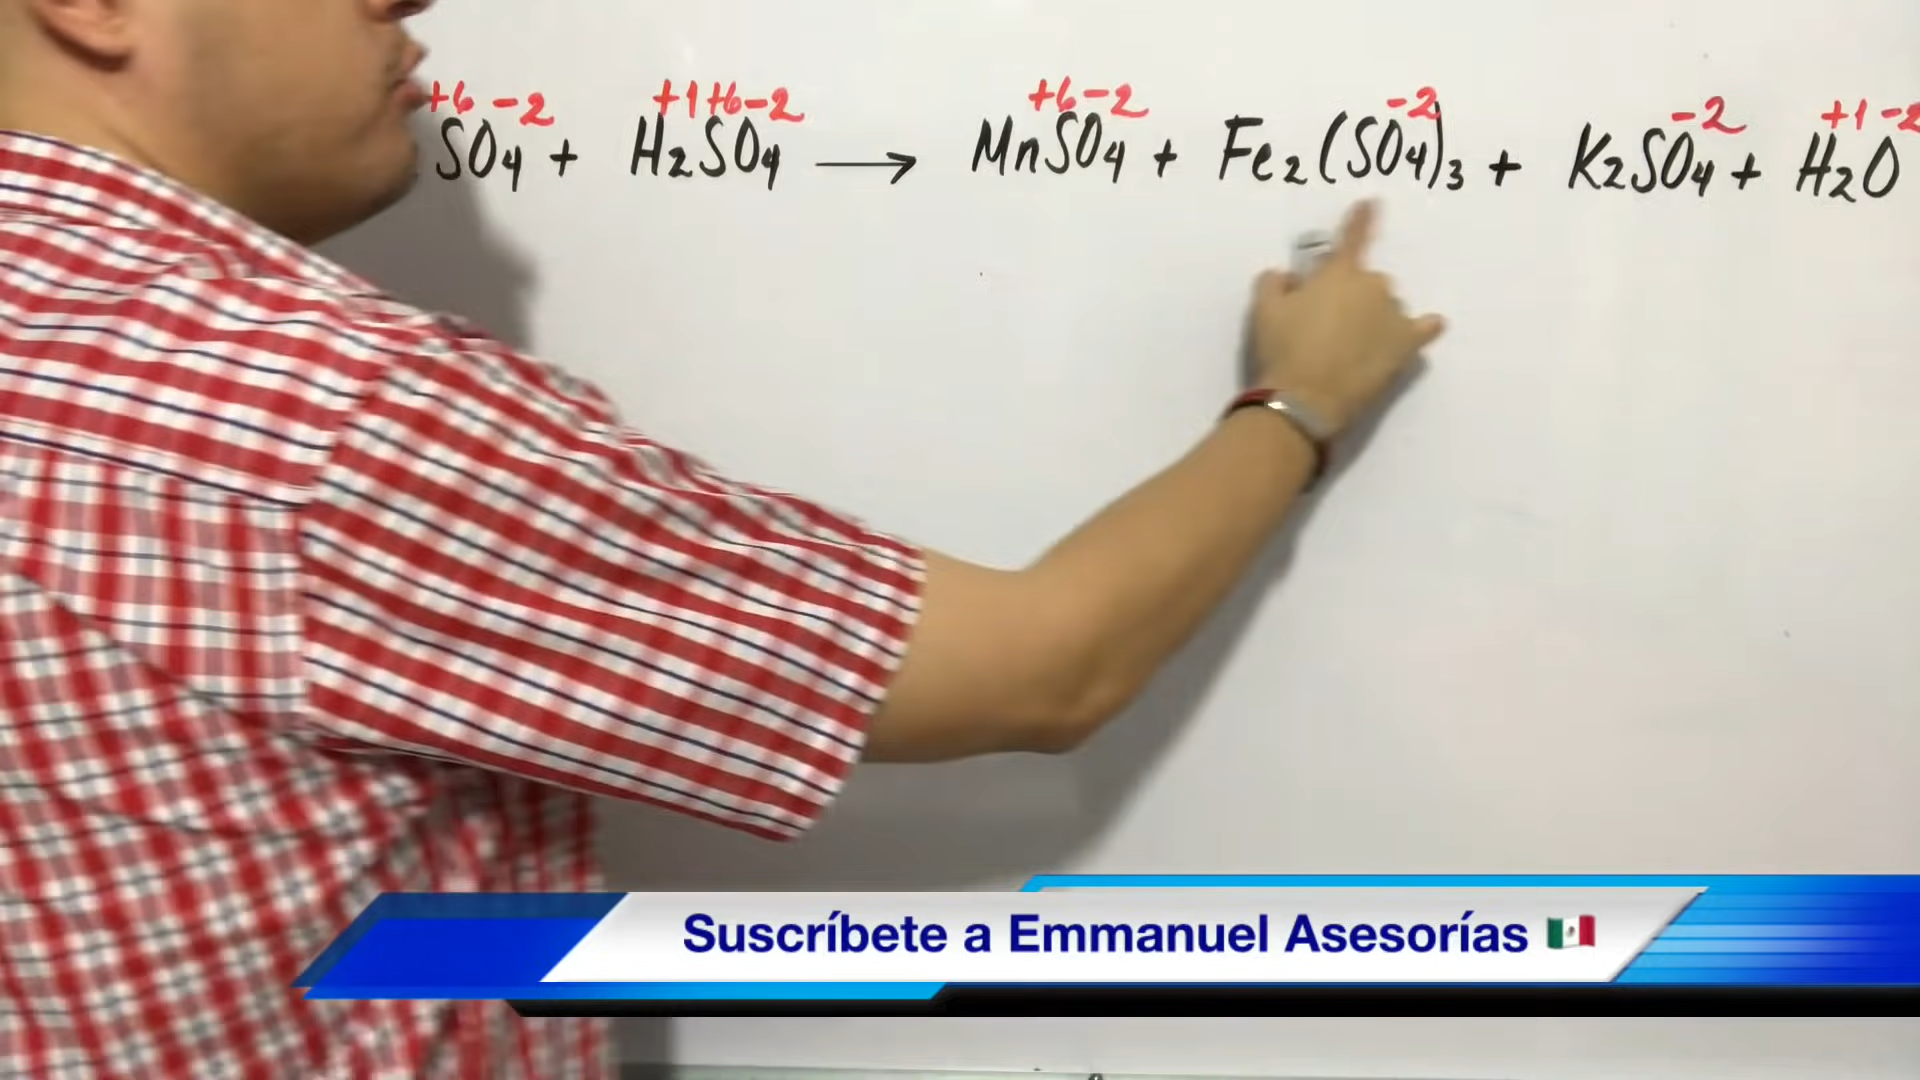 +6 -2 +1 +6 -2 +6 -2 -2 -2 +1 -2
SO4 + H2SO4 → MnSO4 + Fe2(SO4)3 + K2SO4 + H2O
Suscríbete a Emmanuel Asesorías 🇲🇽